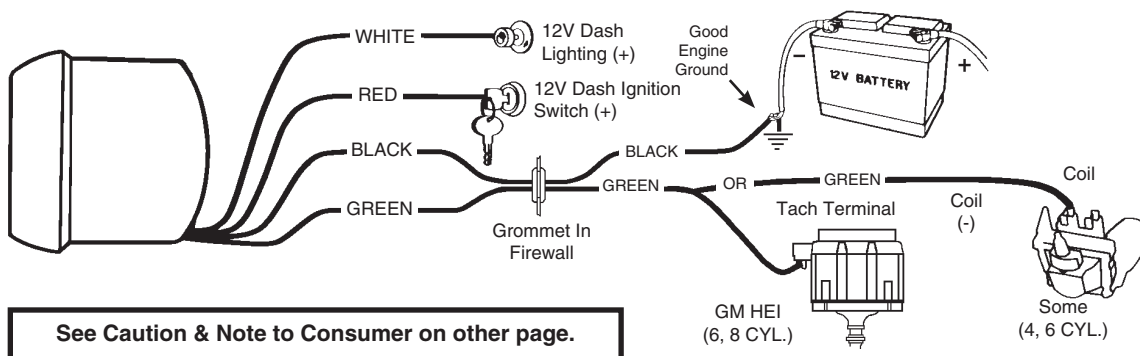 WHITE
12V Dash
Lighting (+)
RED
12V Dash Ignition
Switch (+)
BLACK
GREEN
Grommet In
Firewall
BLACK
GREEN
Good
Engine
Ground
–
+
12V BATTERY
OR
GREEN
Tach Terminal
Coil
Coil
(-)
GM HEI
(6, 8 CYL.)
Some
(4, 6 CYL.)
See Caution & Note to Consumer on other page.